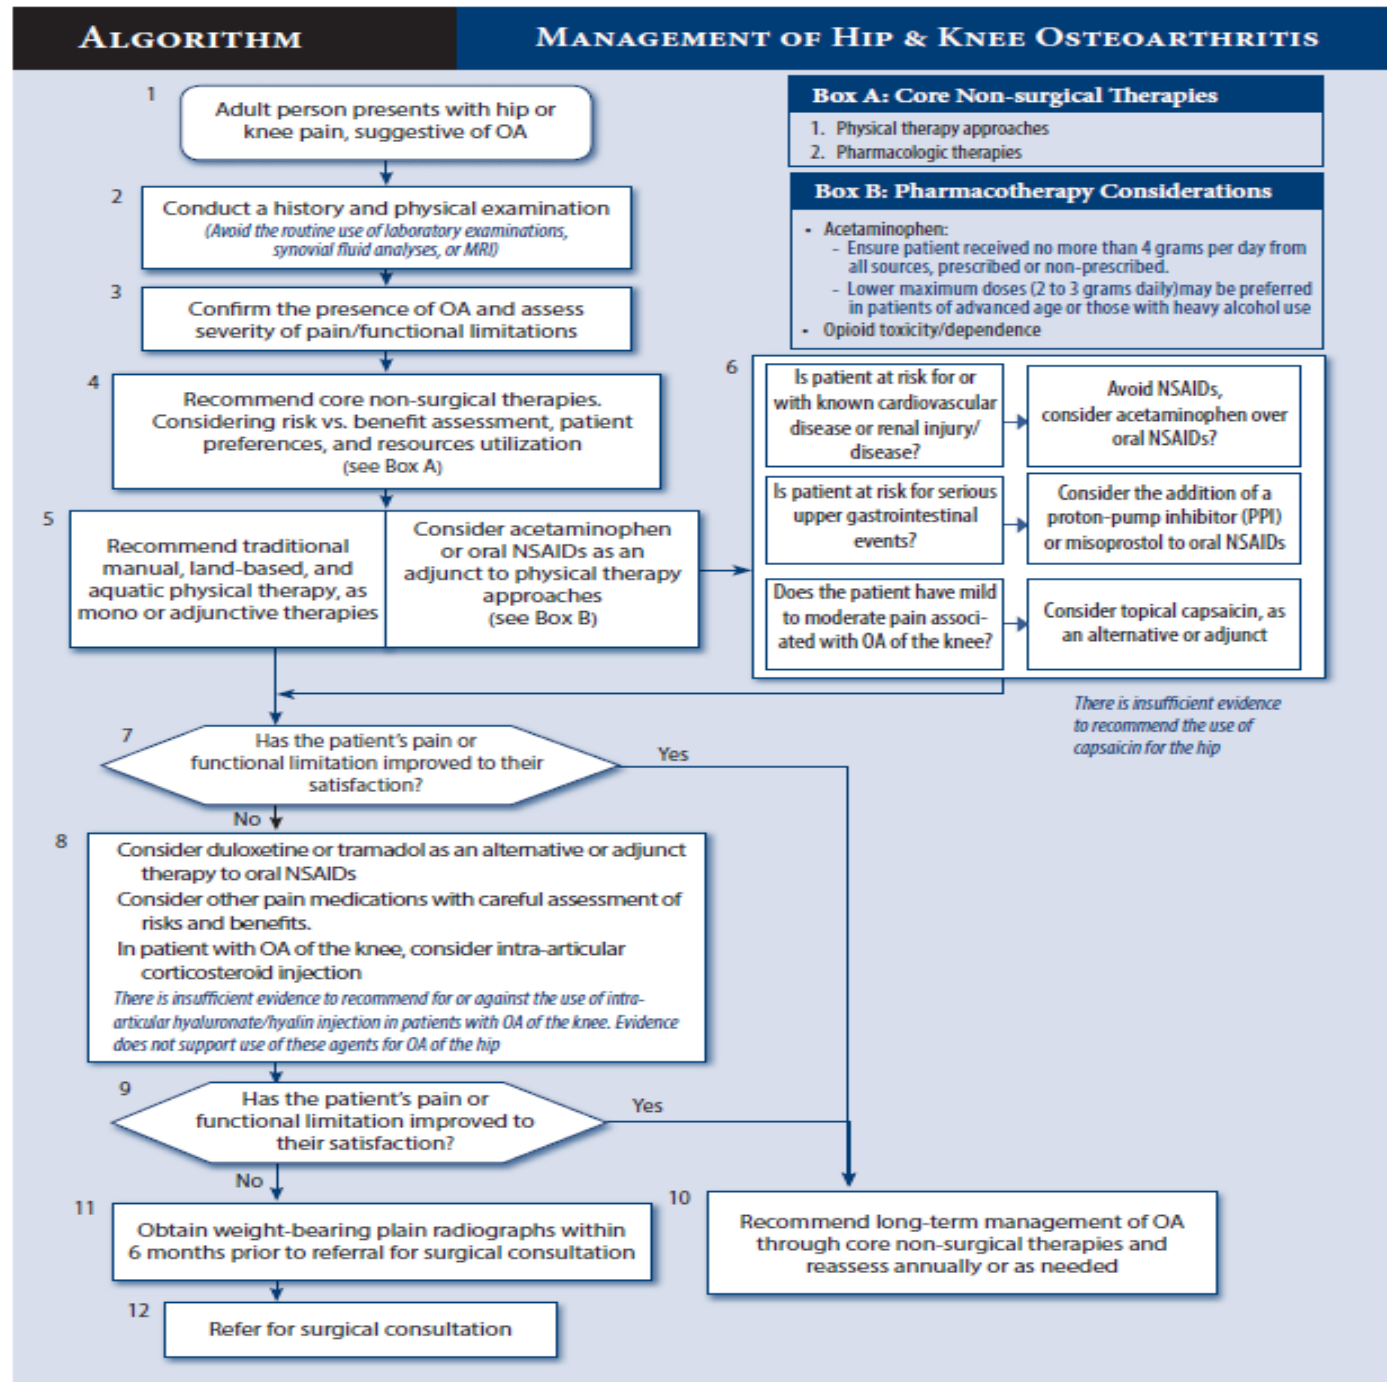 ALGORITHM
MANAGEMENT OF HIP & KNEE OSTEOARTHRITIS
1
Adult person presents with hip or
knee pain, suggestive of OA
Box A: Core Non-surgical Therapies
1. Physical therapy approaches
2. Pharmacologic therapies
2
Conduct a history and physical examination
(Avoid the routine use of laboratory examinations,
synovial fluid analyses, or MRI)
Box B: Pharmacotherapy Considerations
• Acetaminophen:
– Ensure patient received no more than 4 grams per day from
all sources, prescribed or non-prescribed.
– Lower maximum doses (2 to 3 grams daily)may be preferred
in patients of advanced age or those with heavy alcohol use
• Opioid toxicity/dependence
3
Confirm the presence of OA and assess
severity of pain/functional limitations
4
Recommend core non-surgical therapies.
Considering risk vs. benefit assessment, patient
preferences, and resources utilization
(see Box A)
5
Recommend traditional
manual, land-based, and
aquatic physical therapy, as
mono or adjunctive therapies
Consider acetaminophen
or oral NSAIDs as an
adjunct to physical therapy
approaches
(see Box B)
6
Is patient at risk for or
with known cardiovascular
disease or renal injury/
disease?
Avoid NSAIDs,
consider acetaminophen over
oral NSAIDs?
Is patient at risk for serious
upper gastrointestinal
events?
Consider the addition of a
proton-pump inhibitor (PPI)
or misoprostol to oral NSAIDs
Does the patient have mild
to moderate pain associ-
ated with OA of the knee?
Consider topical capsaicin, as
an alternative or adjunct
There is insufficient evidence
to recommend the use of
capsaicin for the hip
7
Has the patient's pain or
functional limitation improved to their
satisfaction?
Yes
No
8
Consider duloxetine or tramadol as an alternative or adjunct
therapy to oral NSAIDs
Consider other pain medications with careful assessment of
risks and benefits.
In patient with OA of the knee, consider intra-articular
corticosteroid injection
There is insufficient evidence to recommend for or against the use of intra-
articular hyaluronate/hyalin injection in patients with OA of the knee. Evidence
does not support use of these agents for OA of the hip
9
Has the patient's pain or
functional limitation improved to
their satisfaction?
Yes
No
11
Obtain weight-bearing plain radiographs within
6 months prior to referral for surgical consultation
10
Recommend long-term management of OA
through core non-surgical therapies and
reassess annually or as needed
12
Refer for surgical consultation